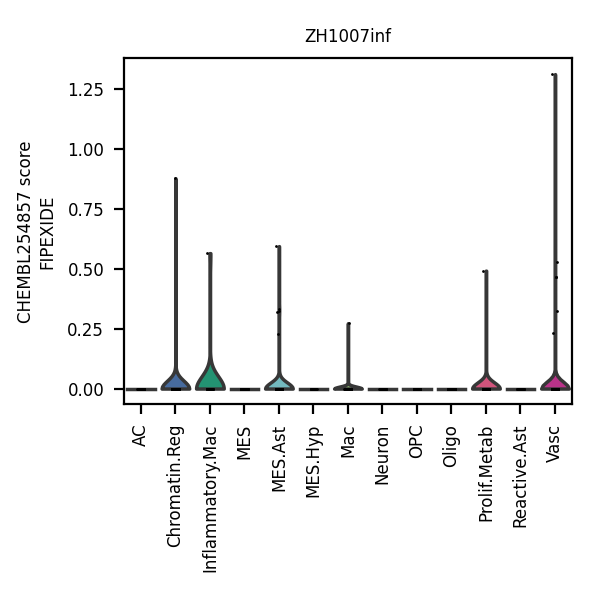 ZH1007inf
CHEMBL254857 score
FIPEXIDE
1.25
1.00
0.75
0.50
0.25
0.00
AC
Chromatin.Reg
Inflammatory.Mac
MES
MES.Ast
MES.Hyp
Mac
Neuron
OPC
Oligo
Prolif.Metab
Reactive.Ast
Vasc